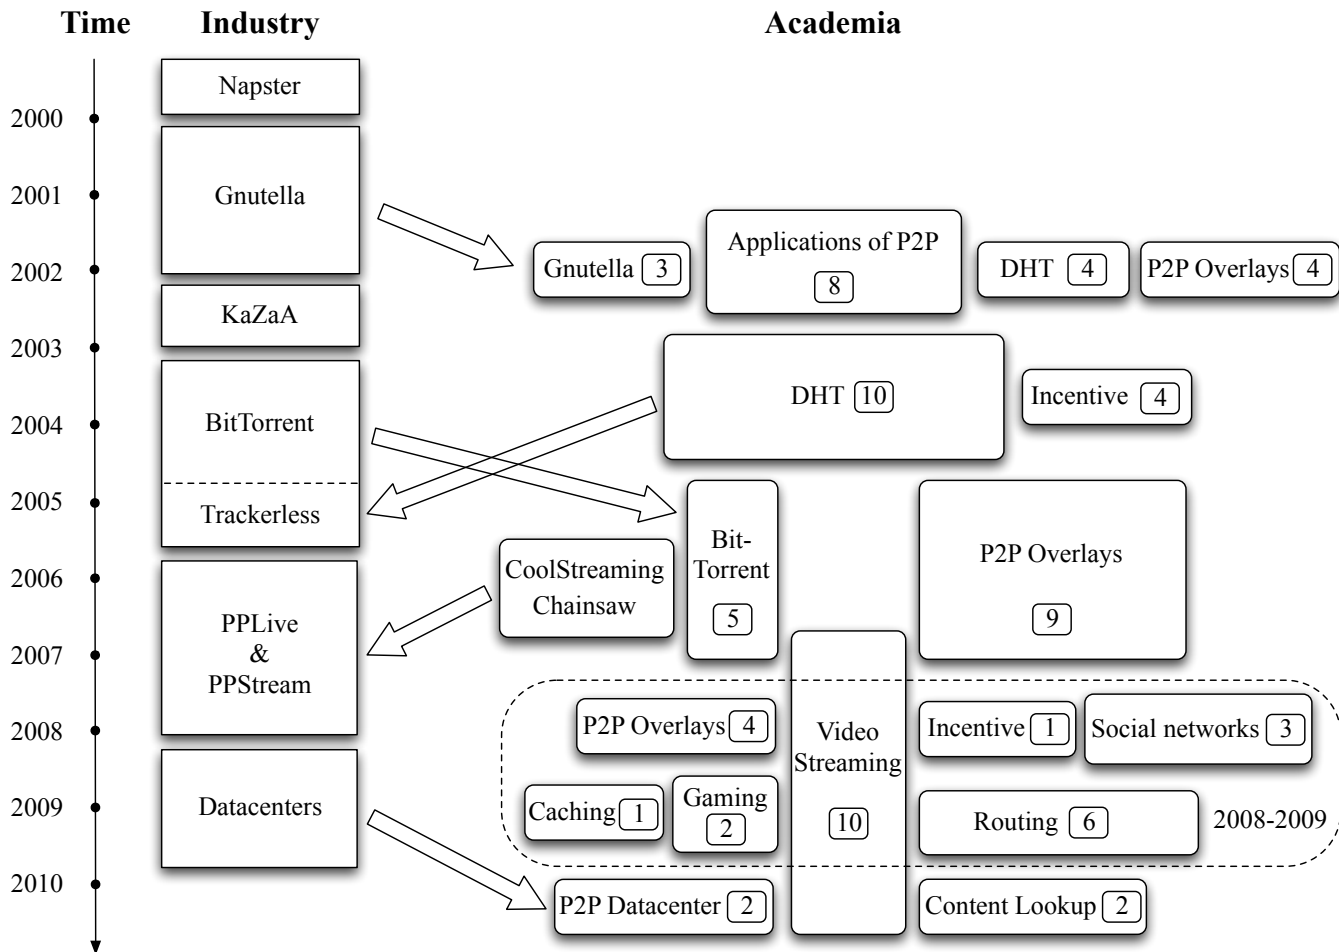 Time Industry Academia
Napster
2000
Gnutella
2001
2002
Gnutella 3
Applications of P2P
8
DHT 4
P2P Overlays 4
KaZaA
2003
DHT 10
Incentive 4
BitTorrent
2004
Trackerless
2005
Bit-
Torrent
5
P2P Overlays
9
CoolStreaming
Chainsaw
2006
PPLive
&
PPStream
2007
2008
P2P Overlays 4
Video
Streaming
10
Incentive 1
Social networks 3
Datacenters
2009
Caching 1
Gaming
2
Routing 6
2008-2009
2010
P2P Datacenter 2
Content Lookup 2